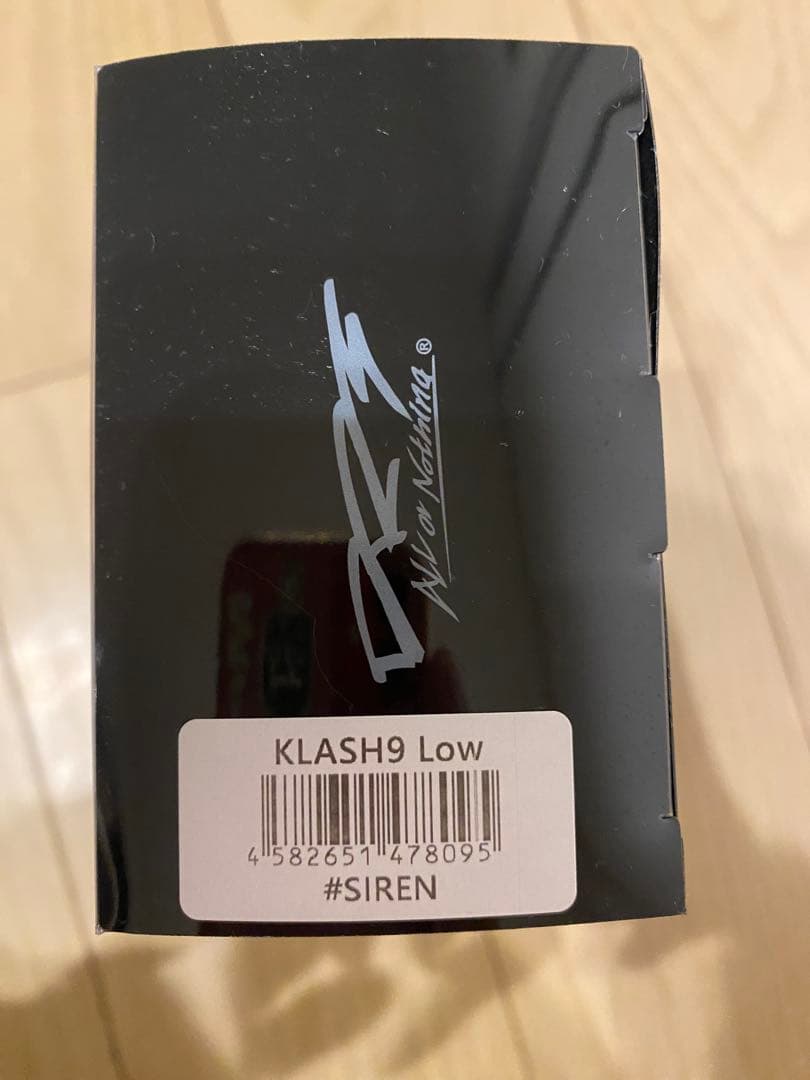 All or Nothing®
KLASH9 Low
4 582651 478095
#SIREN